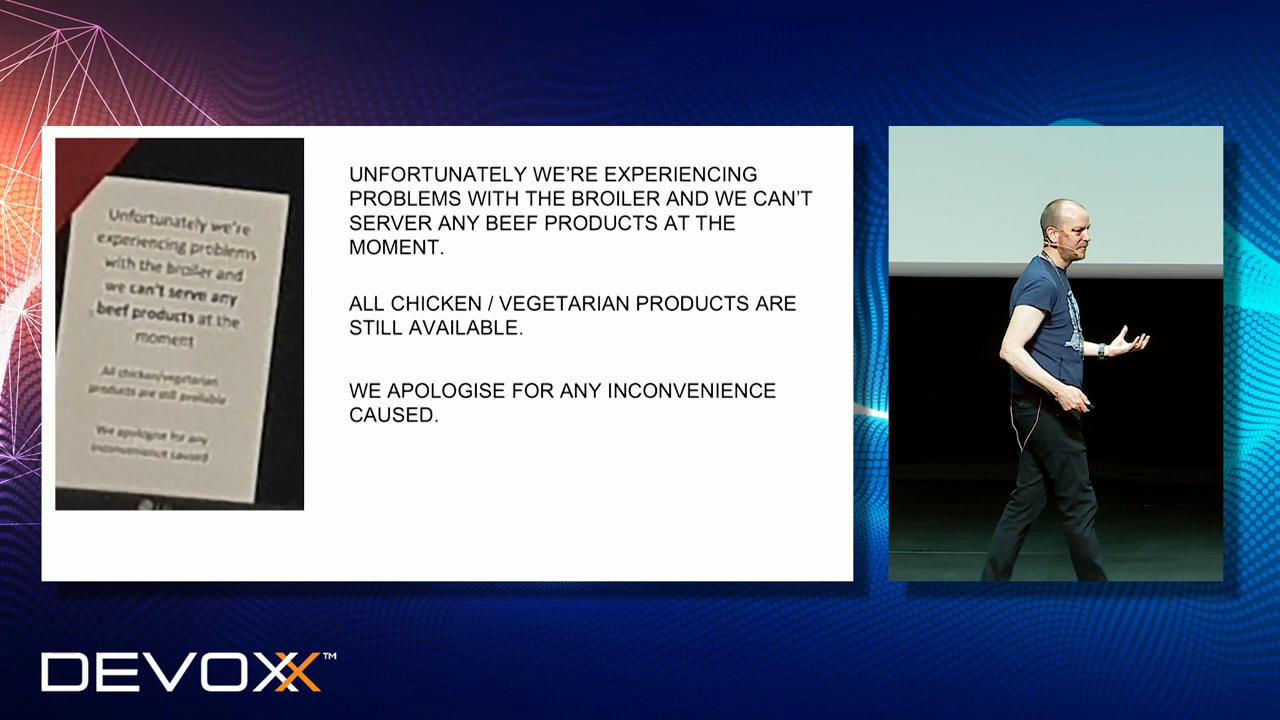 Unfortunately we're
experiencing problems
with the broiler and
we can't serve any
beef products at the
moment
All chicken/vegetarian
products are still available
We apologise for any
inconvenience caused
UNFORTUNATELY WE'RE EXPERIENCING
PROBLEMS WITH THE BROILER AND WE CAN'T
SERVER ANY BEEF PRODUCTS AT THE
MOMENT.
ALL CHICKEN / VEGETARIAN PRODUCTS ARE
STILL AVAILABLE.
WE APOLOGISE FOR ANY INCONVENIENCE
CAUSED.
DEVOXX™